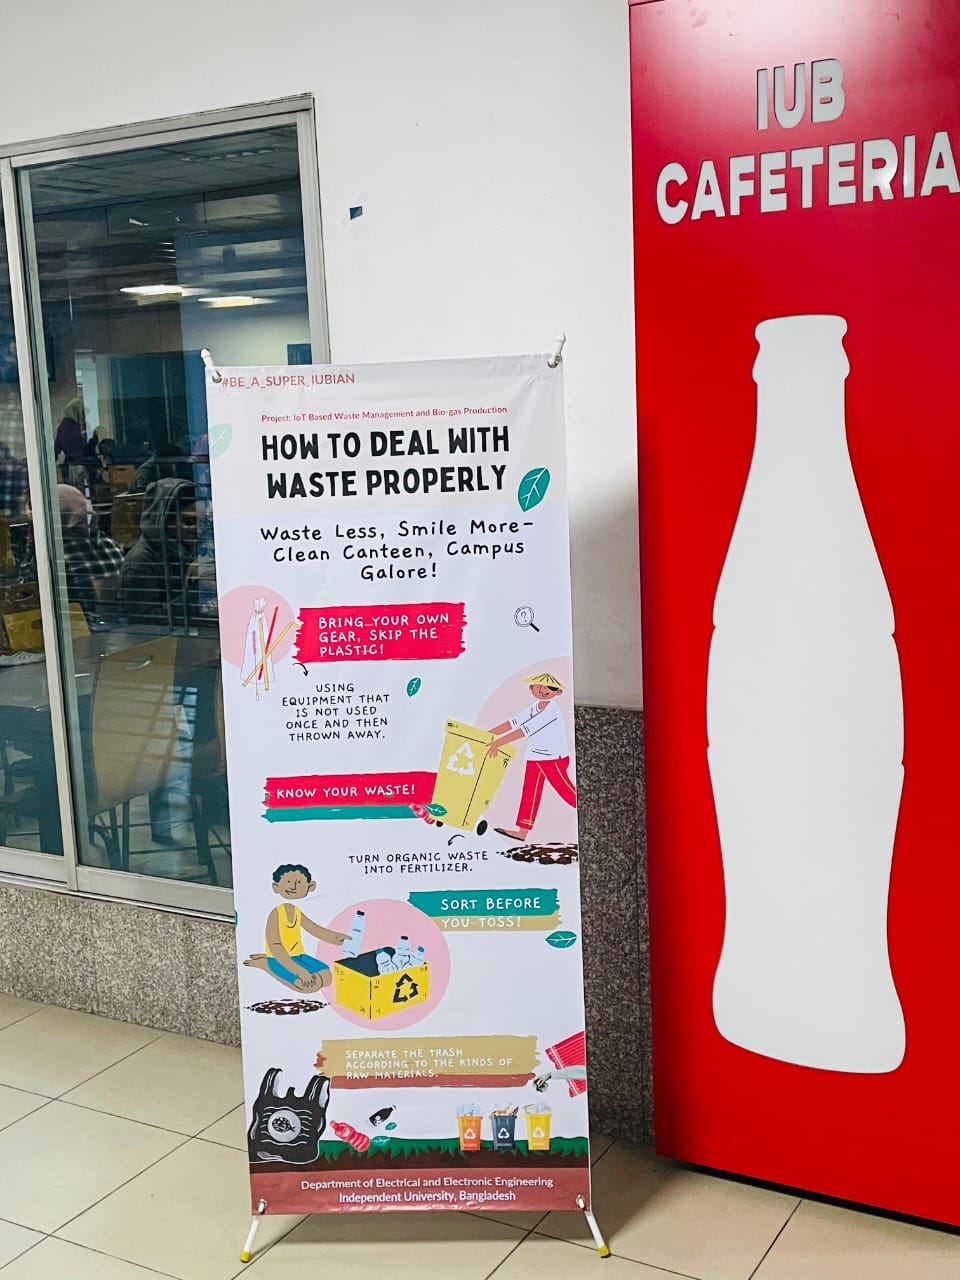 IUB
CAFETERIA
#BE_A_SUPER_IUBIAN
Project: IoT Based Waste Management and Bio-gas Production
HOW TO DEAL WITH
WASTE PROPERLY
Waste Less, Smile More-
Clean Canteen, Campus
Galore!
BRING YOUR OWN
GEAR, SKIP THE
PLASTIC!
?
USING
EQUIPMENT THAT
IS NOT USED
ONCE AND THEN
THROWN AWAY.
KNOW YOUR WASTE!
TURN ORGANIC WASTE
INTO FERTILIZER.
SORT BEFORE
YOU TOSS!
SEPARATE THE TRASH
ACCORDING TO THE KINDS OF
RAW MATERIALS.
Department of Electrical and Electronic Engineering
Independent University, Bangladesh